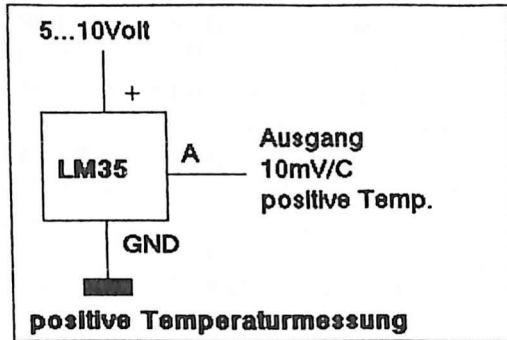 5...10Volt
+
LM35
A
Ausgang
10mV/C
positive Temp.
GND
positive Temperaturmessung